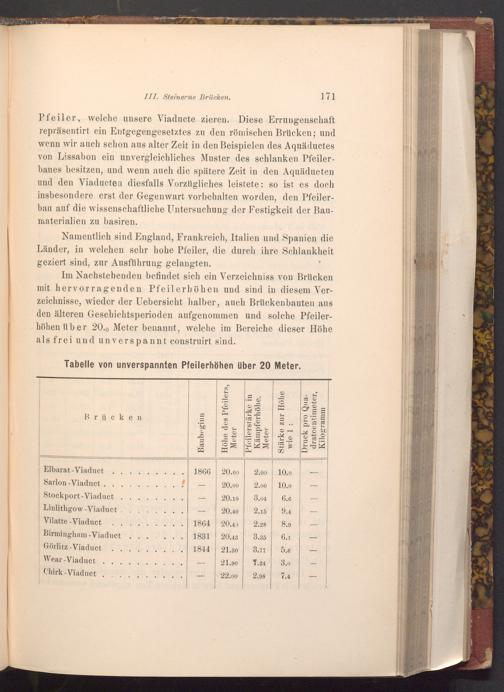 III. Steinerne Brücken. 171
Pfeiler, welche unsere Viaducte zieren. Diese Errungenschaft
repräsentirt ein Entgegengesetztes zu den römischen Brücken; und
wenn wir auch schon aus alter Zeit in den Beispielen des Aquäductes
von Lissabon ein unvergleichliches Muster des schlanken Pfeiler-
banes besitzen, und wenn auch die spätere Zeit in den Aquäducten
und den Viaducten diesfalls Vorzügliches leistete: so ist es doch
insbesondere erst der Gegenwart vorbehalten worden, den Pfeiler-
bau auf die wissenschaftliche Untersuchung der Festigkeit der Bau-
materialien zu basiren.
Namentlich sind England, Frankreich, Italien und Spanien die
Länder, in welchen sehr hohe Pfeiler, die durch ihre Schlankheit
geziert sind, zur Ausführung gelangten.
Im Nachstehenden befindet sich ein Verzeichniss von Brücken
mit hervorragenden Pfeilerhöhen und sind in diesem Ver-
zeichnisse, wieder der Uebersicht halber, auch Brückenbauten aus
den älteren Geschichtsperioden aufgenommen und solche Pfeiler-
höhen über 20.0 Meter benannt, welche im Bereiche dieser Höhe
als frei und unverspannt construirt sind.
Tabelle von unverspannten Pfeilerhöhen über 20 Meter.
Brücken
Baubeginn
Höhe des Pfeilers,
Meter
Pfeilerstärke in
Kämpferhöhe,
Meter
Stärke zur Höhe
wie 1 :
Druck pro Qua-
dratcentimeter,
Kilogramm
Elbarat-Viaduct . . . . . . . . . 1866 20.00 2.00 10.0 —
Sarlon-Viaduct . . . . . . . . . . — 20.00 2.00 10.0 —
Stockport-Viaduct . . . . . . . . — 20.10 3.04 6.6 —
Linlithgow-Viaduct . . . . . . . — 20.40 2.15 9.4 —
Vilatte-Viaduct . . . . . . . . . 1864 20.43 2.28 8.9 —
Birmingham-Viaduct . . . . . . 1831 20.43 3.35 6.1 —
Görlitz-Viaduct . . . . . . . . . 1844 21.30 3.77 5.6 —
Wear-Viaduct . . . . . . . . . . — 21.90 7.24 3.0 —
Chirk-Viaduct . . . . . . . . . . — 22.00 2.98 7.4 —